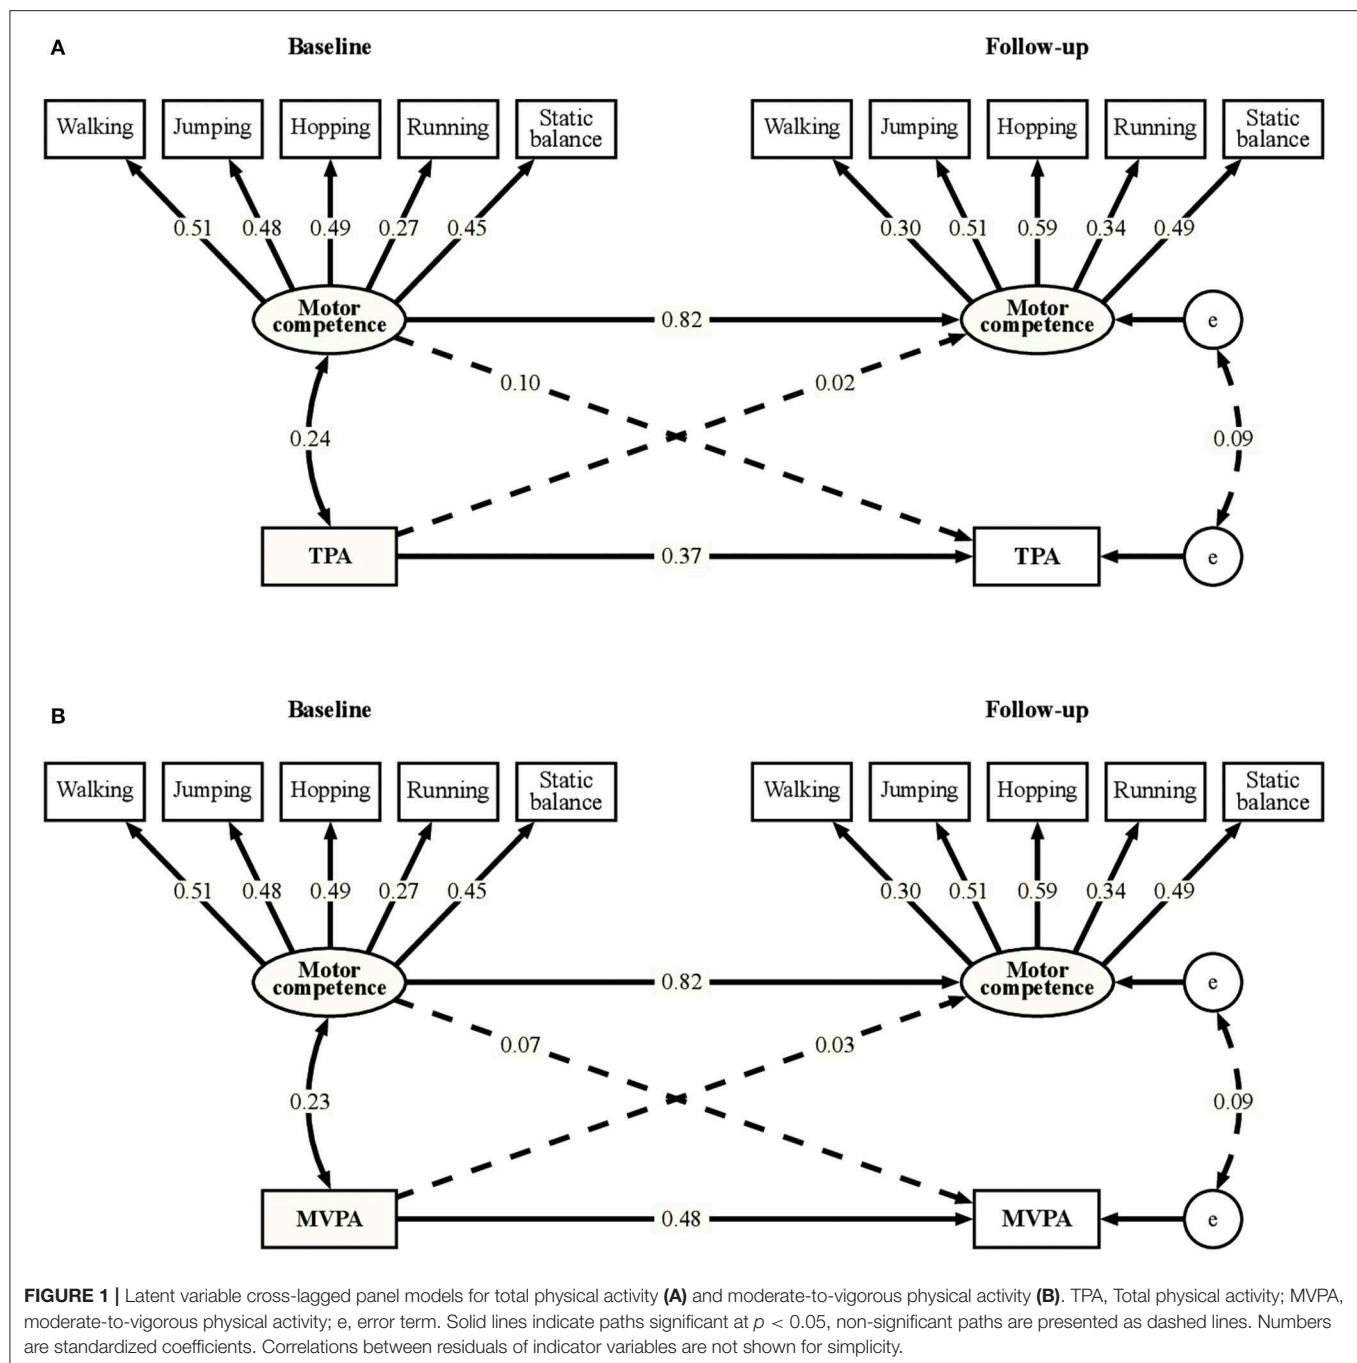 A
Baseline Follow-up
Walking Jumping Hopping Running Static balance Walking Jumping Hopping Running Static balance
0.51 0.48 0.49 0.27 0.45 0.30 0.51 0.59 0.34 0.49
Motor competence 0.82 Motor competence e
0.10 0.02
0.24 0.09
TPA 0.37 TPA e
B
Baseline Follow-up
Walking Jumping Hopping Running Static balance Walking Jumping Hopping Running Static balance
0.51 0.48 0.49 0.27 0.45 0.30 0.51 0.59 0.34 0.49
Motor competence 0.82 Motor competence e
0.07 0.03
0.23 0.09
MVPA 0.48 MVPA e
FIGURE 1 | Latent variable cross-lagged panel models for total physical activity (A) and moderate-to-vigorous physical activity (B). TPA, Total physical activity; MVPA,
moderate-to-vigorous physical activity; e, error term. Solid lines indicate paths significant at p < 0.05, non-significant paths are presented as dashed lines. Numbers
are standardized coefficients. Correlations between residuals of indicator variables are not shown for simplicity.